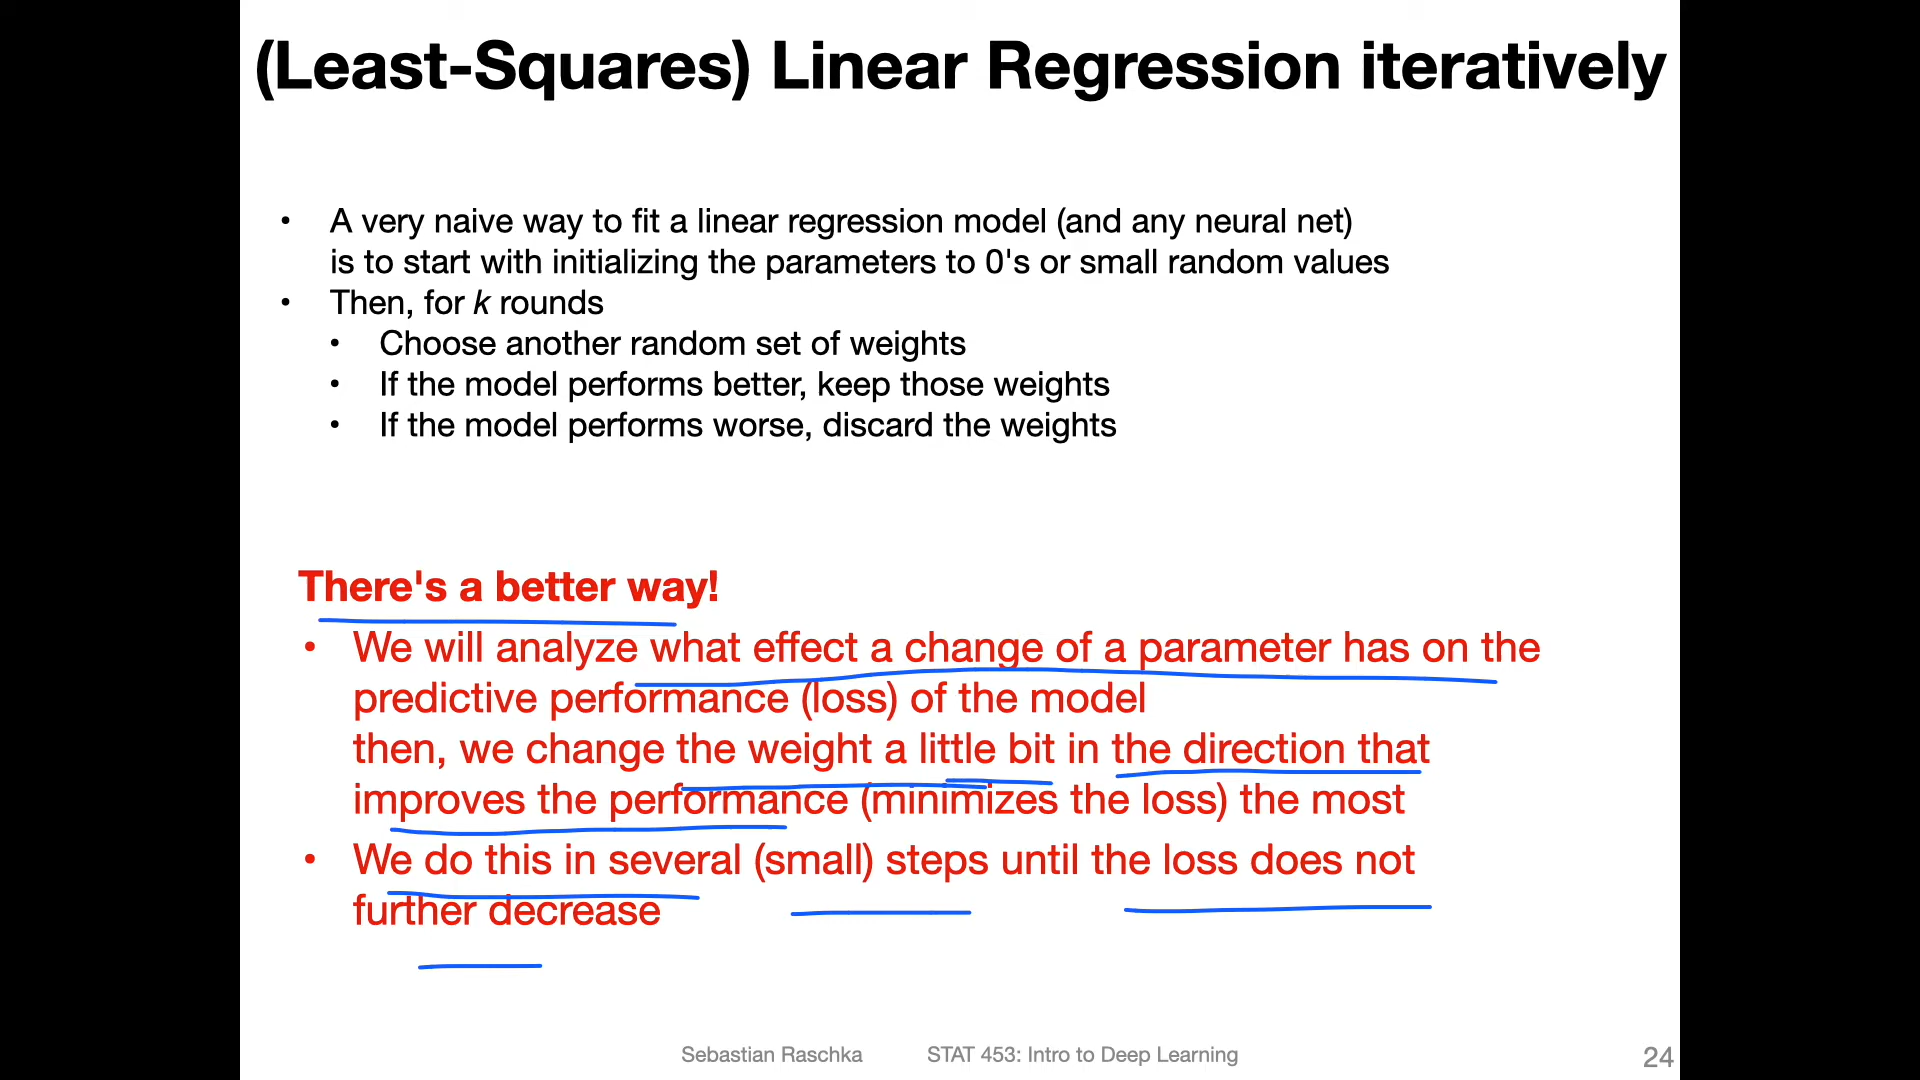 (Least-Squares) Linear Regression iteratively
• A very naive way to fit a linear regression model (and any neural net)
is to start with initializing the parameters to 0's or small random values
• Then, for k rounds
• Choose another random set of weights
• If the model performs better, keep those weights
• If the model performs worse, discard the weights
There's a better way!
• We will analyze what effect a change of a parameter has on the
predictive performance (loss) of the model
then, we change the weight a little bit in the direction that
improves the performance (minimizes the loss) the most
• We do this in several (small) steps until the loss does not
further decrease
Sebastian Raschka STAT 453: Intro to Deep Learning 24